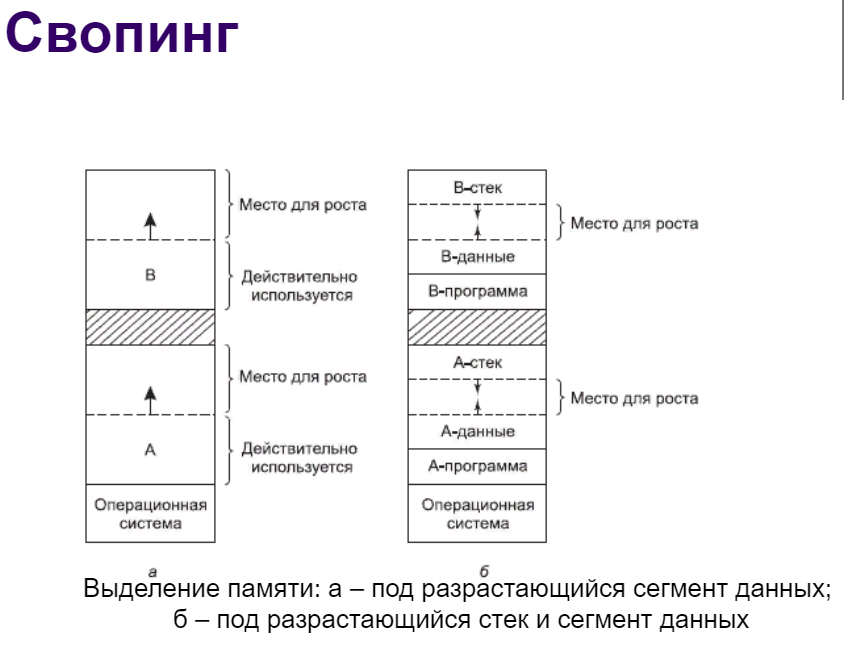 Свопинг
Место для роста
В
Действительно
используется
Место для роста
А
Действительно
используется
Операционная
система
а
В-стек
Место для роста
В-данные
В-программа
А-стек
Место для роста
А-данные
А-программа
Операционная
система
б
Выделение памяти: а – под разрастающийся сегмент данных;
б – под разрастающийся стек и сегмент данных